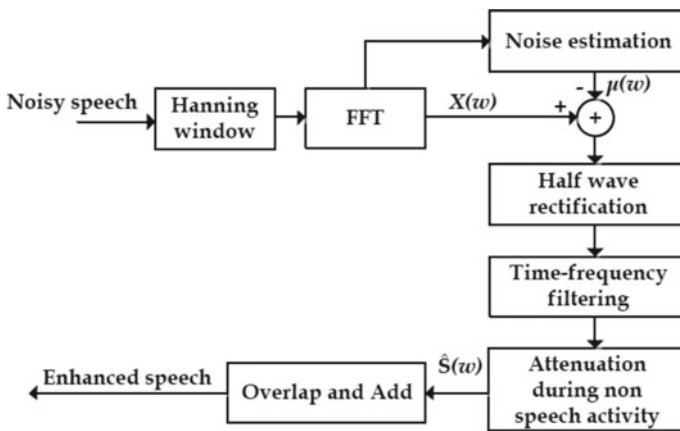 Noise estimation
Noisy speech
Hanning
window
FFT
X(w)
- μ(w)
+
+
Half wave
rectification
Time-frequency
filtering
Attenuation
during non
speech activity
Ŝ(w)
Overlap and Add
Enhanced speech